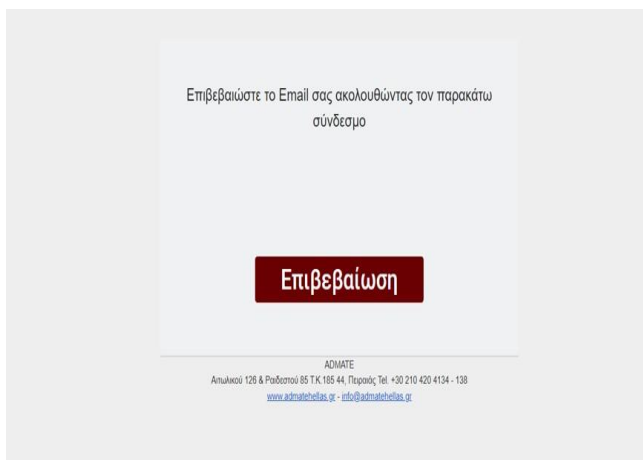 Επιβεβαιώστε το Email σας ακολουθώντας τον παρακάτω
σύνδεσμο
Επιβεβαίωση
ADMATE
Αιτωλικού 126 & Ραιδεστού 85 Τ.Κ.185 44, Πειραιάς Tel. +30 210 420 4134 - 138
www.admatehellas.gr - info@admatehellas.gr